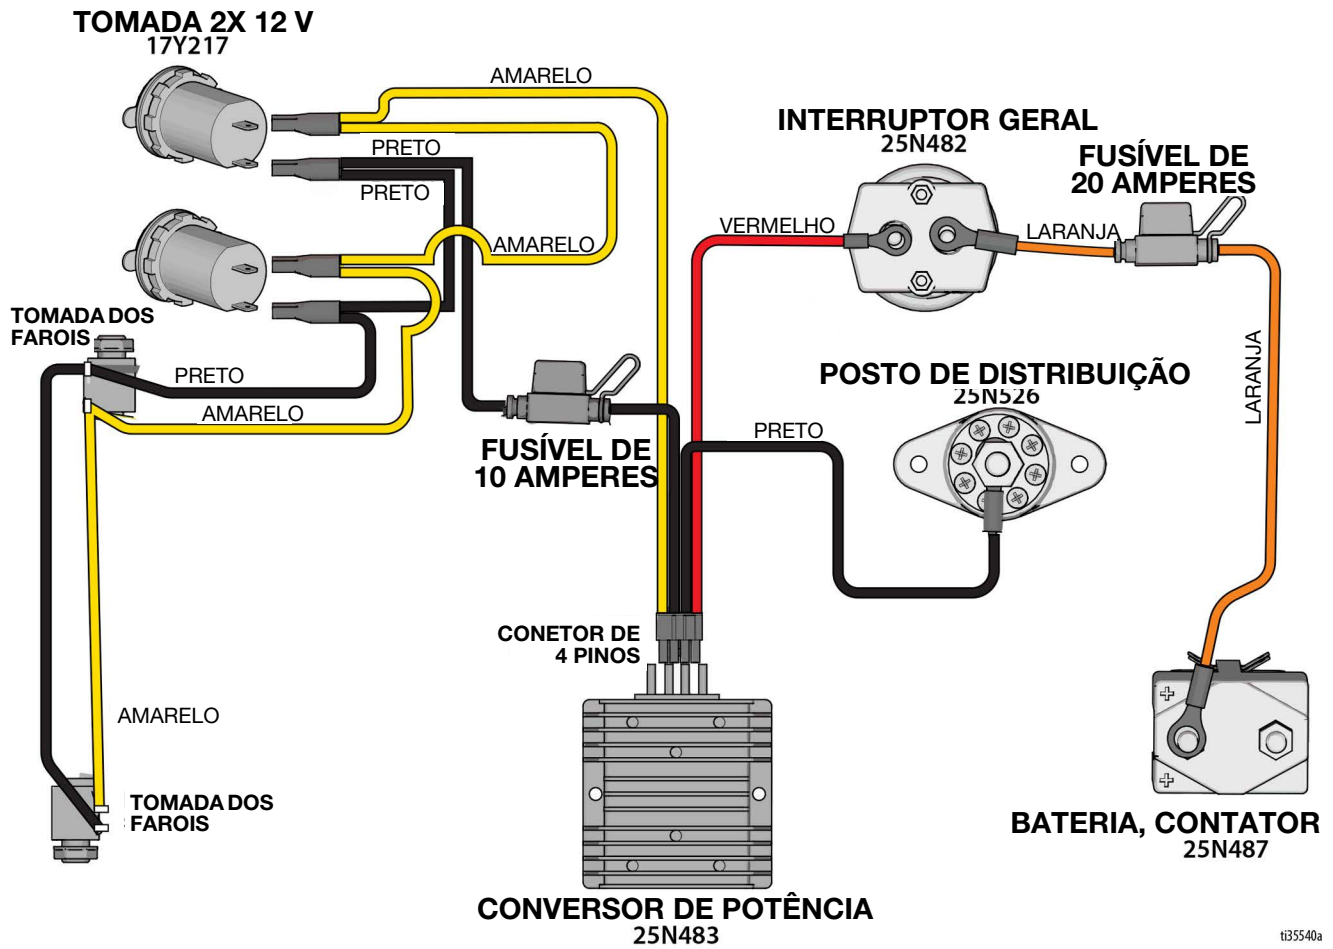 TOMADA 2X 12 V
17Y217
AMARELO
PRETO
PRETO
AMARELO
INTERRUPTOR GERAL
25N482
FUSÍVEL DE
20 AMPERES
VERMELHO
LARANJA
TOMADA DOS
FAROIS
PRETO
AMARELO
LARANJA
POSTO DE DISTRIBUIÇÃO
25N526
PRETO
FUSÍVEL DE
10 AMPERES
CONETOR DE
4 PINOS
AMARELO
TOMADA DOS
FAROIS
BATERIA, CONTATOR
25N487
CONVERSOR DE POTÊNCIA
25N483
ti35540a